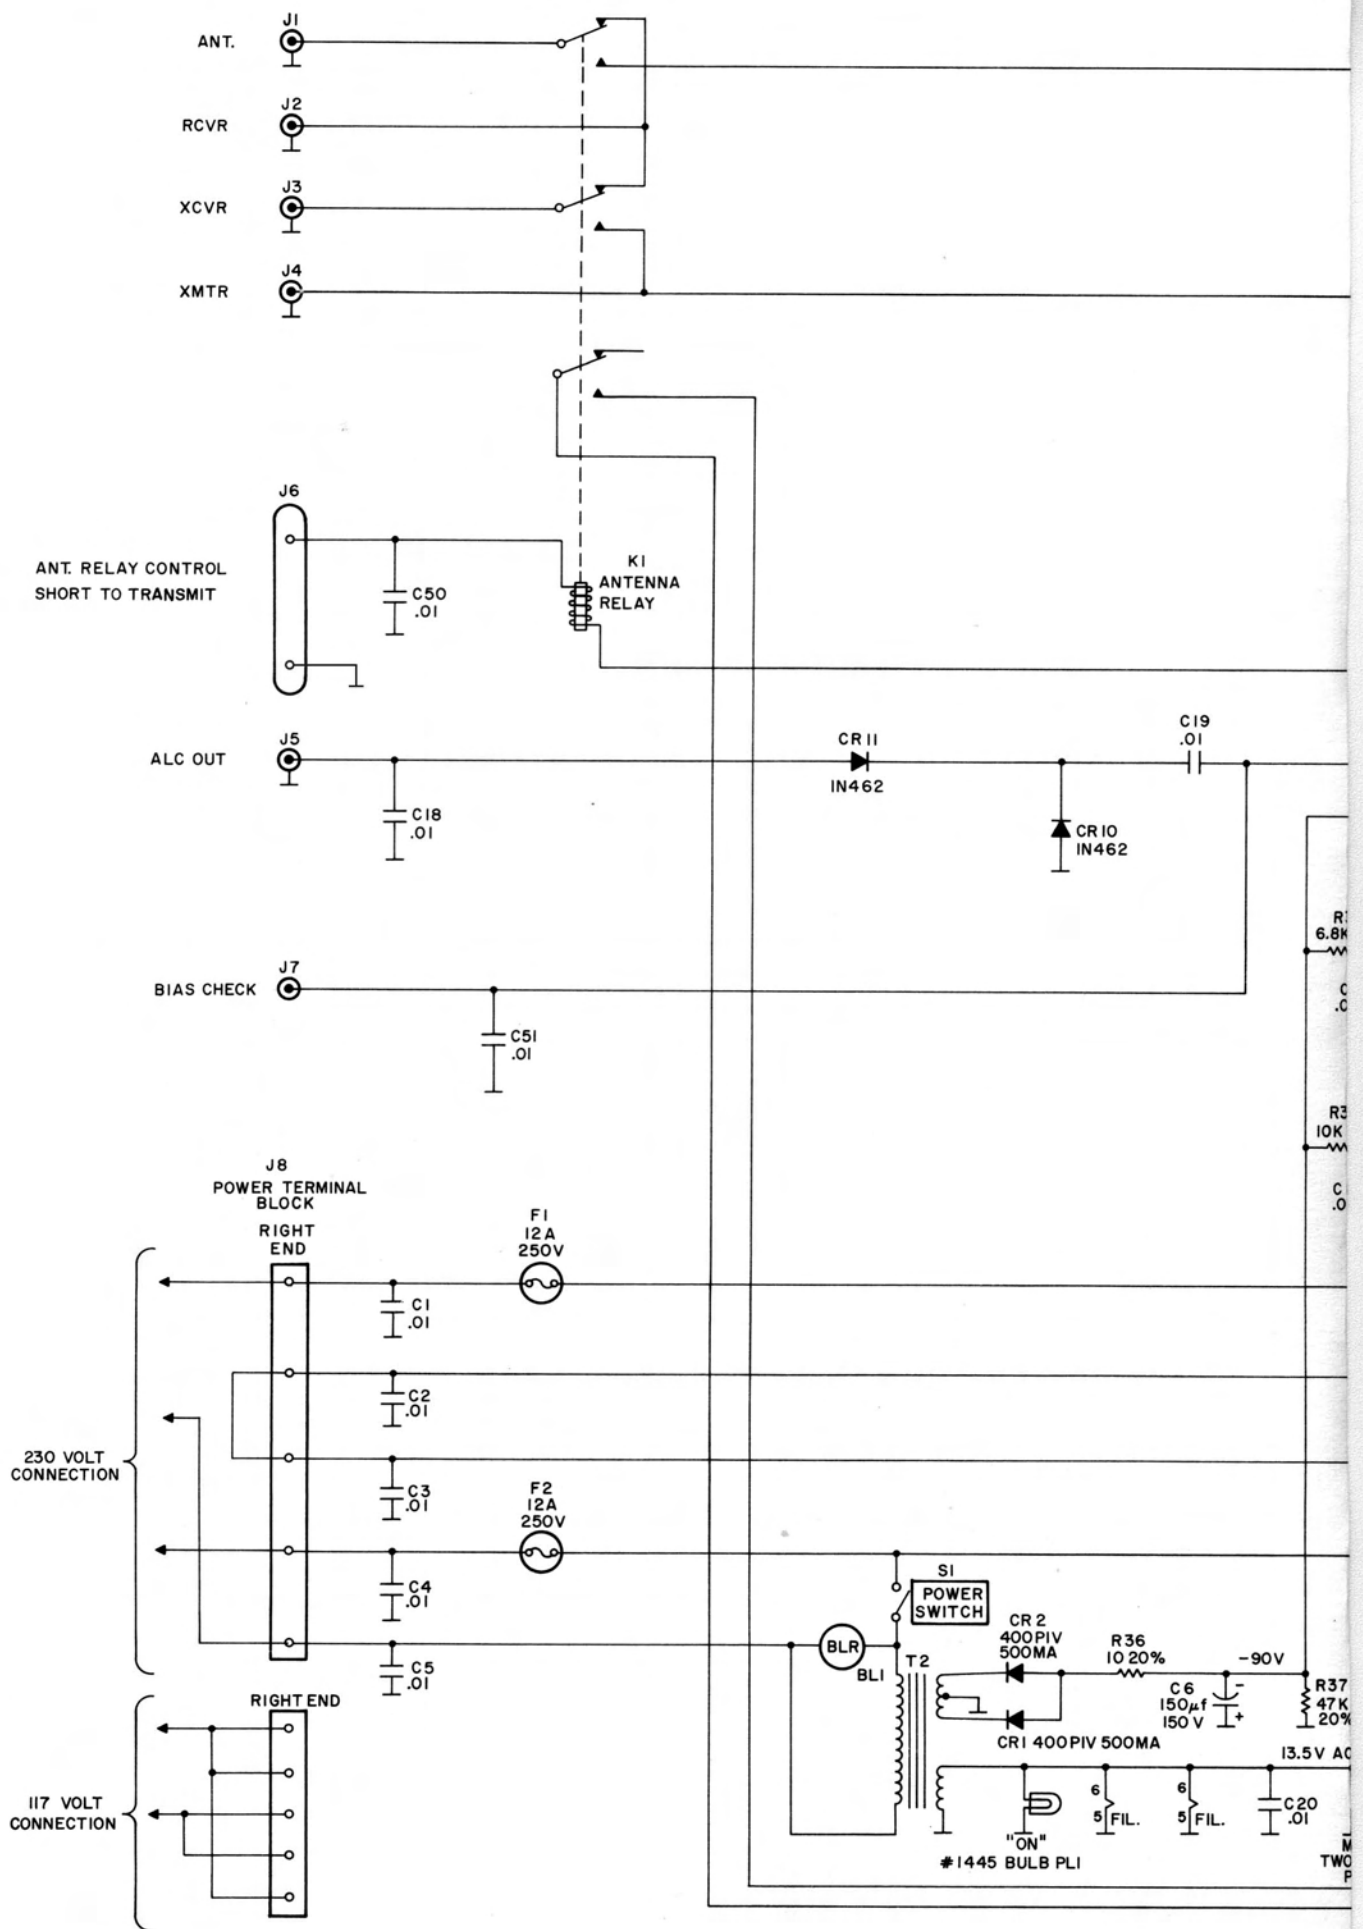 J1
ANT.
J2
RCVR
J3
XCVR
J4
XMTR
J6
ANT. RELAY CONTROL
SHORT TO TRANSMIT
C50
.01
K1
ANTENNA
RELAY
J5
ALC OUT
C18
.01
CR11
IN462
C19
.01
CR10
IN462
6.8K
J7
BIAS CHECK
C51
.01
10K
J8
POWER TERMINAL
BLOCK
RIGHT
END
F1
12A
250V
C1
.01
C2
.01
230 VOLT
CONNECTION
C3
.01
F2
12A
250V
C4
.01
S1
POWER
SWITCH
C5
.01
BLR
BL1
T2
CR2
400PIV
500MA
R36
10 20%
-90V
C6
150µf
150V
-
+
R37
47K
20%
CR1 400PIV 500MA
13.5V AC
RIGHT END
117 VOLT
CONNECTION
"ON"
#1445 BULB PL1
6
5 FIL.
6
5 FIL.
C20
.01
TWO